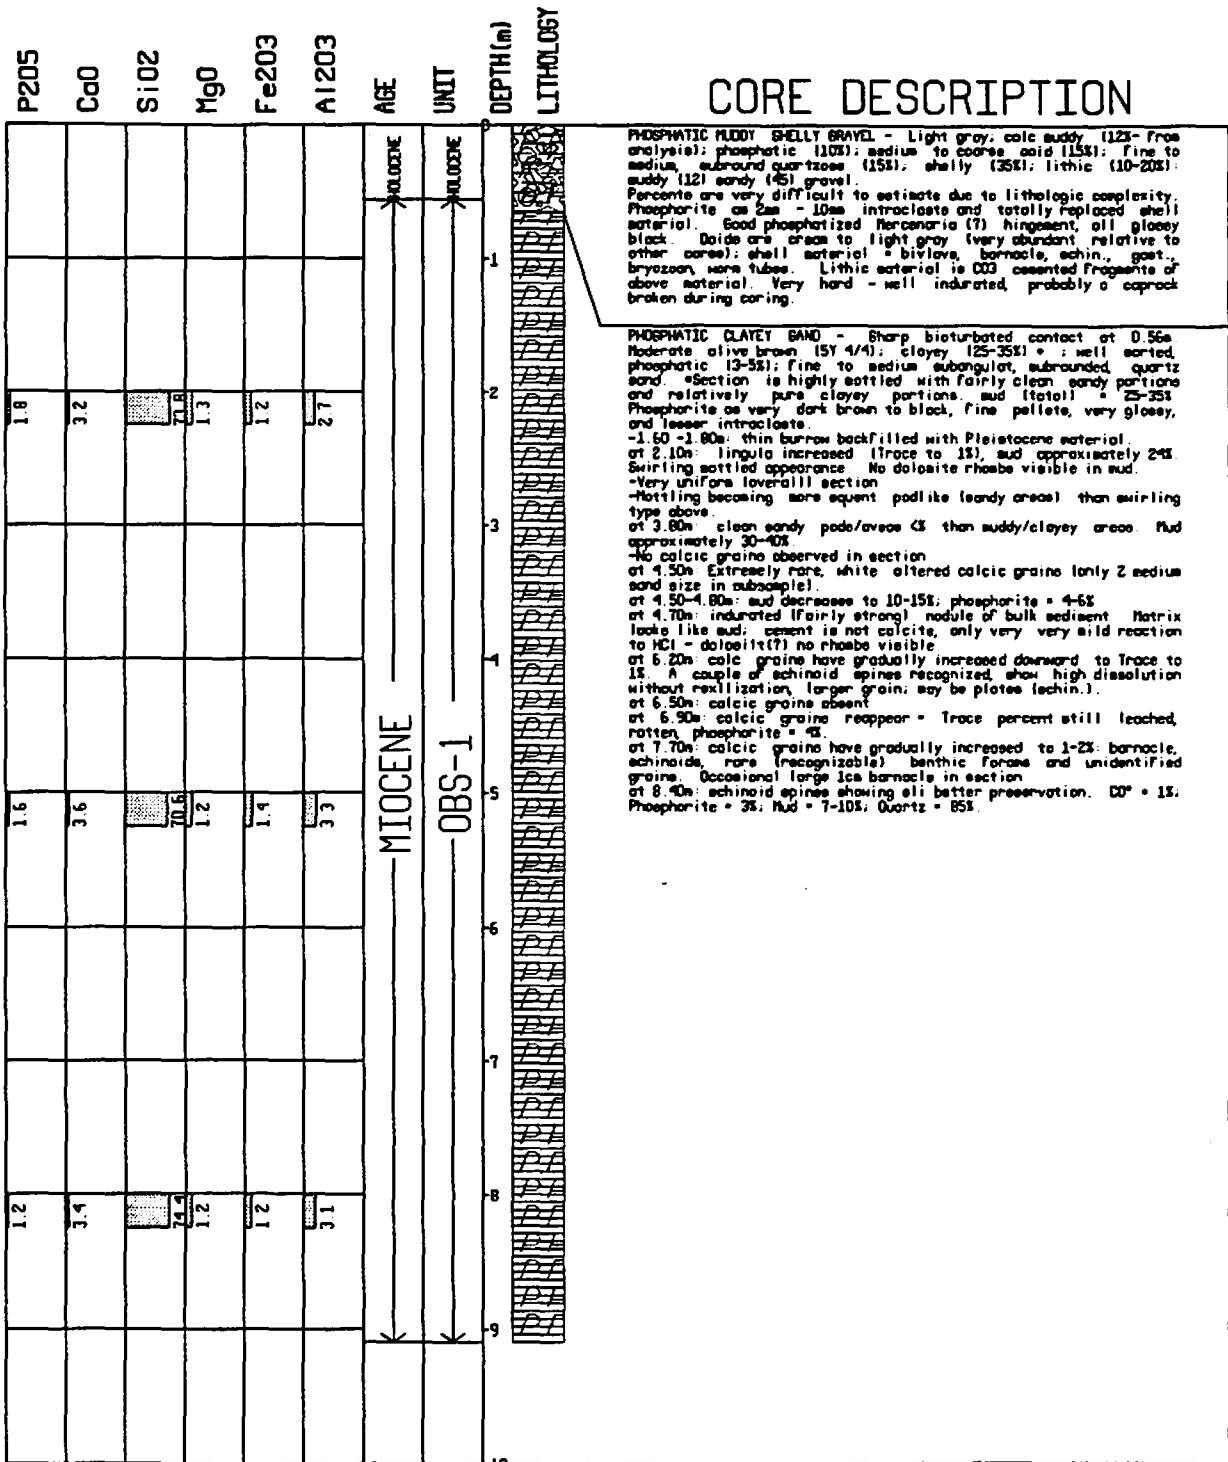 P2O5
CaO
SiO2
MgO
Fe2O3
Al2O3
AGE
UNIT
DEPTH(m)
LITHOLOGY
CORE DESCRIPTION
0
HOLOCENE
HOLOCENE
PHOSPHATIC MUDDY SHELLY GRAVEL - Light gray; calc muddy (12%- from
analysis); phosphatic (10%); medium to coarse ooid (15%); fine to
medium, subround quartzose (15%); shelly (35%); lithic (10-20%);
muddy (12) sandy (45) gravel.
Percents are very difficult to estimate due to lithologic complexity.
Phosphorite as 2mm - 10mm intraclasts and totally replaced shell
material. Good phosphatized Mercenaria (?) hingement, all glossy
black. Ooids are cream to light gray (very abundant relative to
other cores); shell material = bivlave, barnacle, echin., gast.,
bryozoan, worm tubes. Lithic material is CO3 cemented fragments of
above material. Very hard - well indurated, probably a caprock
broken during coring.
PHOSPHATIC CLAYEY SAND - Sharp bioturbated contact at 0.56m
Moderate olive brown (5Y 4/4); clayey (25-35%) * ; well sorted,
phosphatic (3-5%); fine to medium subangulat, subrounded, quartz
sand. *Section is highly mottled with fairly clean sandy portions
and relatively pure clayey portions. mud (total) = 25-35%
Phosphorite as very dark brown to black, fine pellets, very glossy,
and lesser intraclasts.
-1.60 -1.80m: thin burrow backfilled with Pleistocene material.
at 2.10m: lingula increased (Trace to 1%), mud approximately 24%.
Swirling mottled appearance. No dolomite rhombs visible in mud.
-Very uniform (overall) section
-Mottling becoming more equent podlike (sandy areas) than swirling
type above.
at 3.80m: clean sandy pods/aveas <% than muddy/clayey areas. Mud
approximately 30-40%.
-No calcic grains observed in section
at 4.50m: Extremely rare, white altered calcic grains (only 2 medium
sand size in subsample).
at 4.50-4.80m: mud decreases to 10-15%; phosphorite = 4-6%
at 4.70m: indurated (fairly strong) nodule of bulk sediment Matrix
looks like mud; cement is not calcite, only very very mild reaction
to HCl - dolomilt(?) no rhombs visible
at 6.20m: calc grains have gradually increased downward to Trace to
1%. A couple of echinoid spines recognized, show high dissolution
without rexllization, larger grain; may be plates (echin.).
at 6.50m: calcic grains absent
at 6.90m: calcic grains reappear - Trace percent still leached,
rotten, phosphorite = 4%.
at 7.70m: calcic grains have gradually increased to 1-2%: barnacle,
echinoids, rare (recognizable) benthic forams and unidentified
grains. Occasional large 1cm barnacle in section
at 8.40m: echinoid spines showing sli better preservation. CO* = 1%;
Phosphorite = 3%; Mud = 7-10%; Quartz = 85%.
-1
-2
1.8
3.2
71.8
1.3
1.2
2.7
-3
-4
MIOCENE
OBS-1
-5
1.6
3.6
70.6
1.2
1.4
3.3
-6
-7
-8
1.2
3.4
74.4
1.2
1.2
3.1
-9